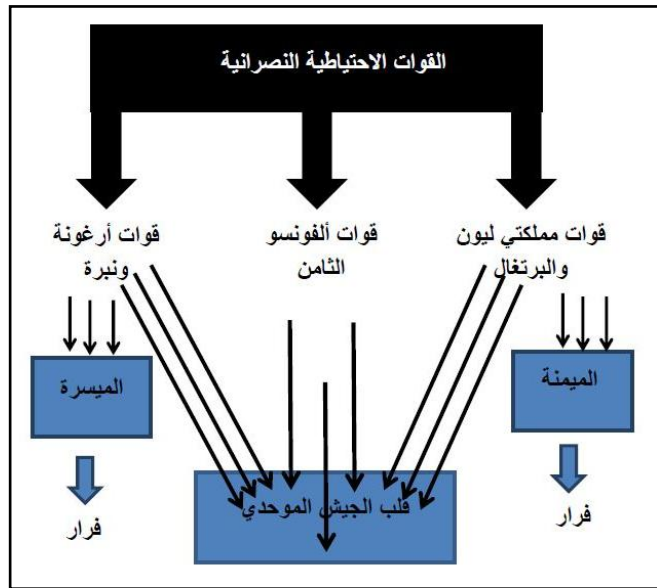 القوات الاحتياطية النصرانية
قوات مملكتي ليون
والبرتغال
قوات ألفونسو
الثامن
قوات أرغونة
ونبرة
الميمنة
الميسرة
قلب الجيش الموحدي
فرار
فرار